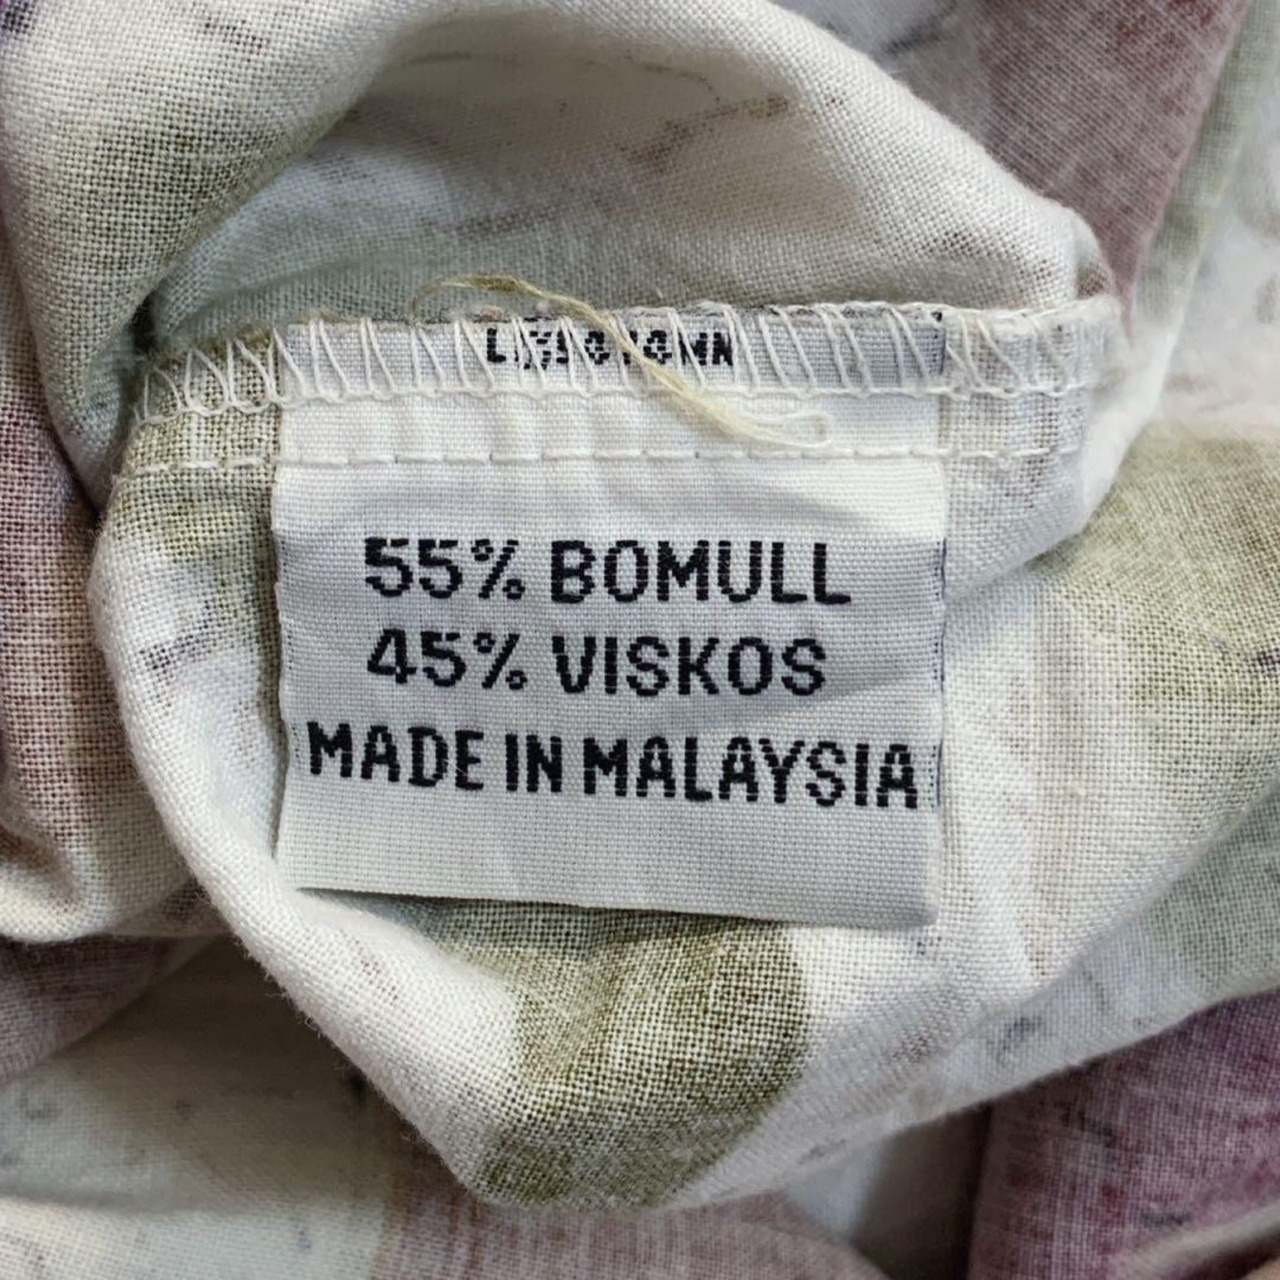 55% BOMULL
45% VISKOS
MADE IN MALAYSIA